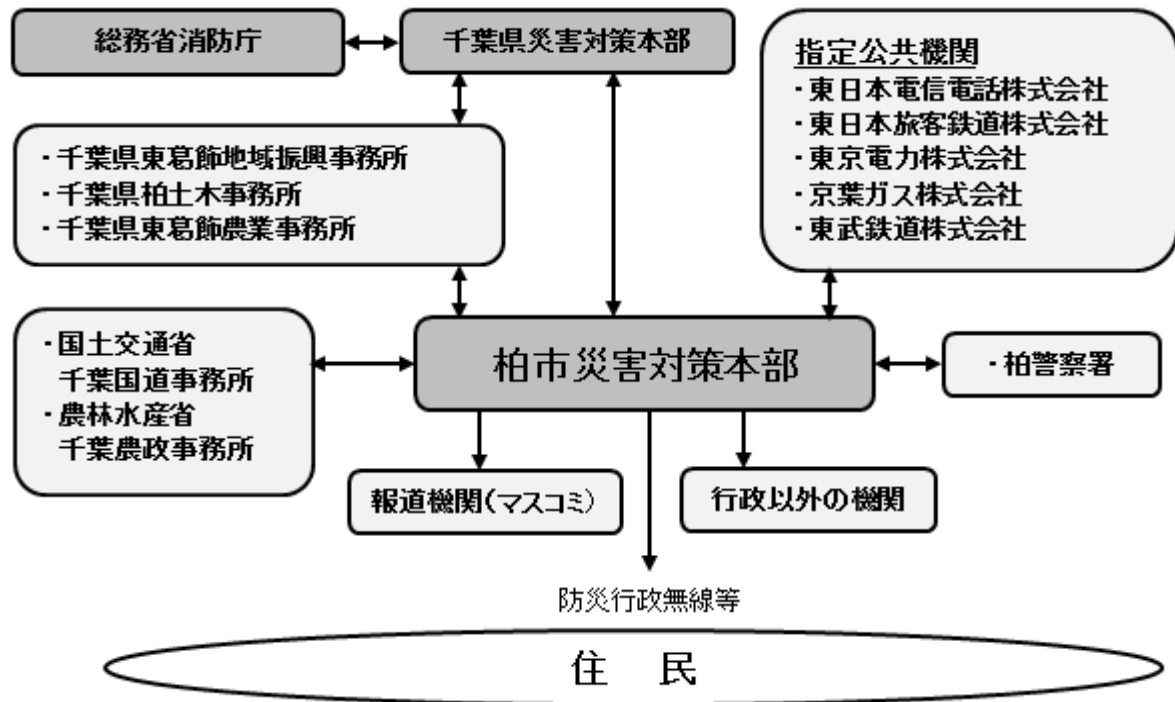 総務省消防庁
千葉県災害対策本部
指定公共機関
・東日本電信電話株式会社
・東日本旅客鉄道株式会社
・東京電力株式会社
・京葉ガス株式会社
・東武鉄道株式会社
・千葉県東葛飾地域振興事務所
・千葉県柏土木事務所
・千葉県東葛飾農業事務所
・国土交通省
千葉国道事務所
・農林水産省
千葉農政事務所
柏市災害対策本部
・柏警察署
報道機関(マスコミ)
行政以外の機関
防災行政無線等
住 民